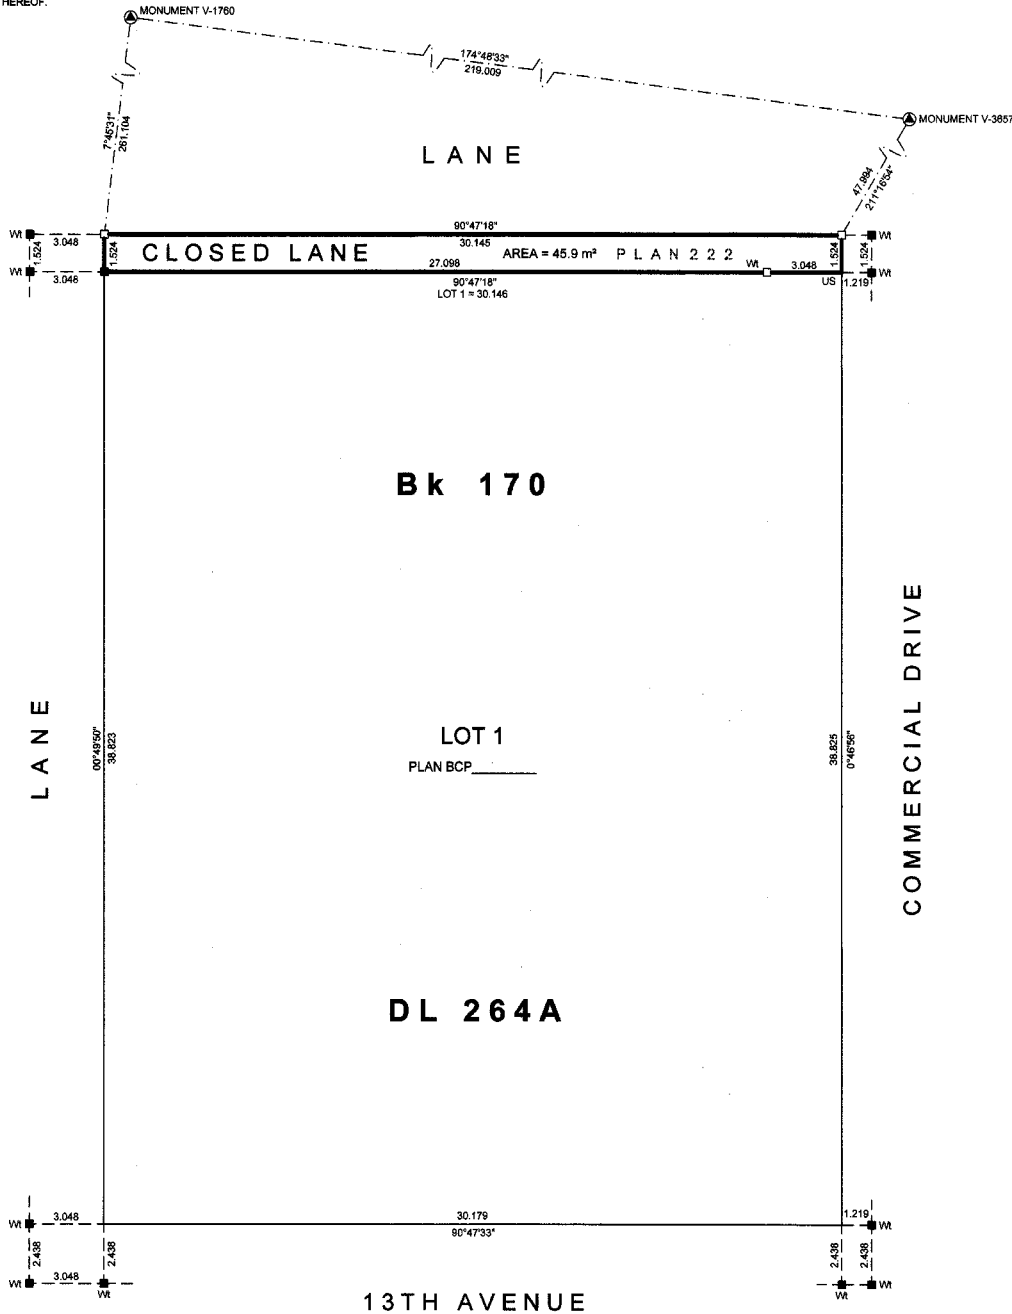 HEREOF.
MONUMENT V-1760
174°48'33"
219.009
MONUMENT V-3657
7°45'31"
261.104
LANE
47.994
211°16'54"
90°47'18"
30.145
Wt
3.048
1.524
1.524
CLOSED LANE
AREA = 45.9 m²
PLAN 222
1.524
1.524
Wt
Wt
27.098
Wt
3.048
3.048
90°47'18"
US
1.219
Wt
LOT 1 = 30.146
Bk 170
LANE
00°49'50"
38.823
LOT 1
PLAN BCP
38.825
0°46'56"
COMMERCIAL DRIVE
DL 264A
Wt
3.048
30.179
1.219
Wt
90°47'33"
2.438
2.438
2.438
Wt
3.048
Wt
Wt
Wt
13TH AVENUE